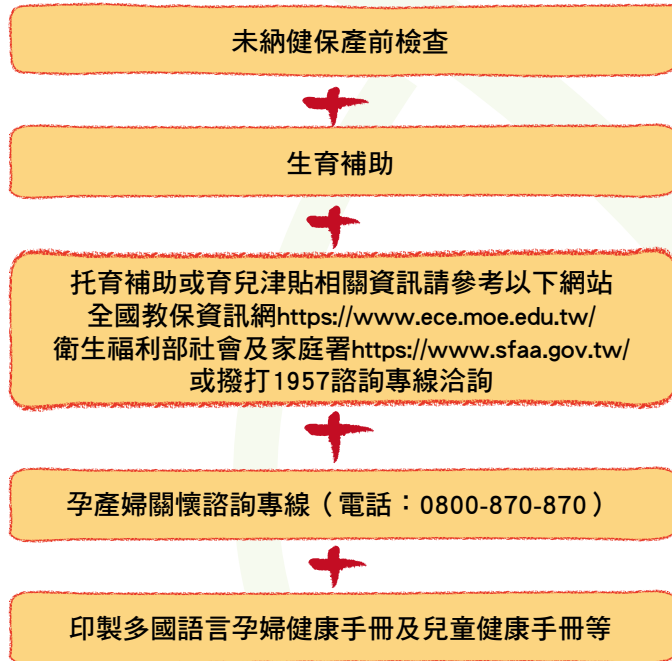 未納健保產前檢查
生育補助
托育補助或育兒津貼相關資訊請參考以下網站
全國教保資訊網https://www.ece.moe.edu.tw/
衛生福利部社會及家庭署https://www.sfaa.gov.tw/
或撥打1957諮詢專線洽詢
孕產婦關懷諮詢專線（電話：0800-870-870）
印製多國語言孕婦健康手冊及兒童健康手冊等